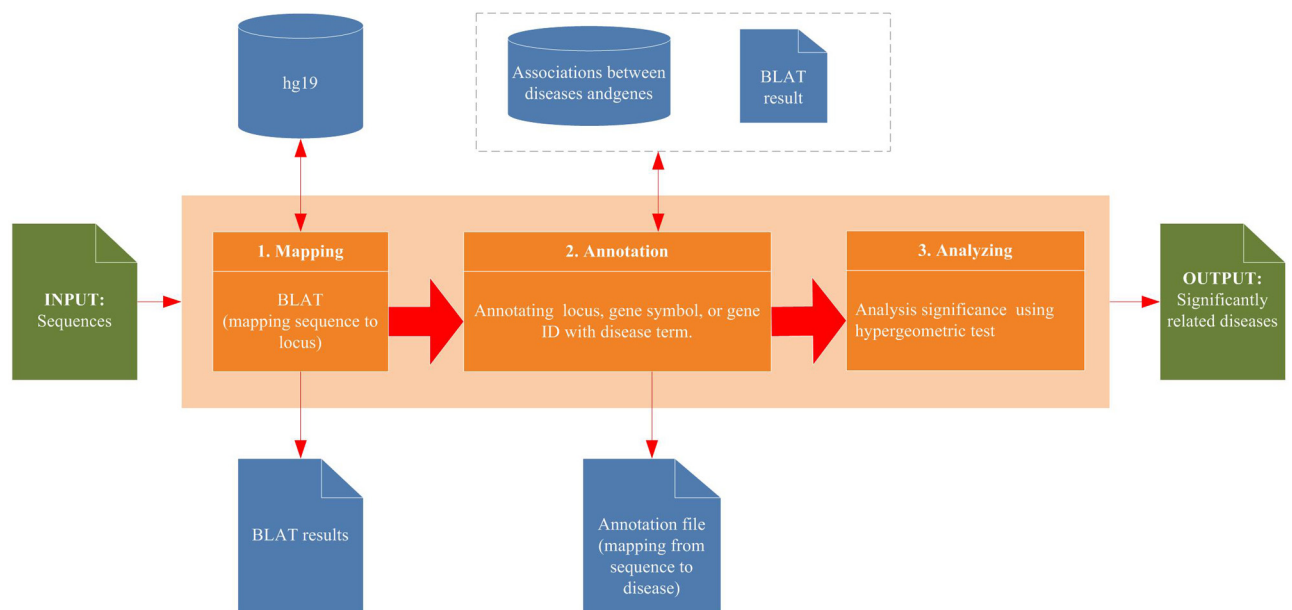 hg19
Associations between
diseases andgenes
BLAT
result
INPUT:
Sequences
1. Mapping
BLAT
(mapping sequence to
locus)
2. Annotation
Annotating locus, gene symbol, or gene
ID with disease term.
3. Analyzing
Analysis significance using
hypergeometric test
OUTPUT:
Significantly
related diseases
BLAT results
Annotation file
(mapping from
sequence to
disease)